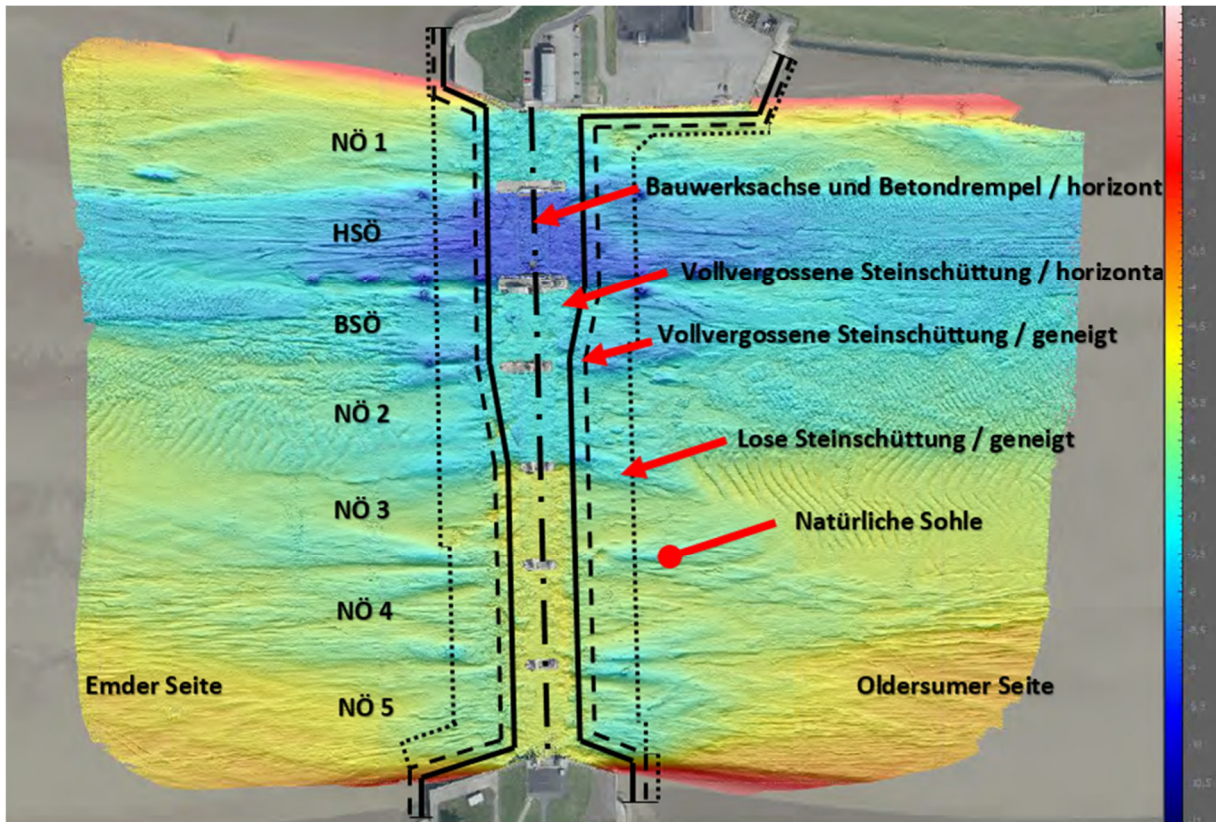 NÖ 1
Bauwerksachse und Betondrempel / horizont
HSÖ
Vollvergossene Steinschüttung / horizonta
BSÖ
Vollvergossene Steinschüttung / geneigt
NÖ 2
Lose Steinschüttung / geneigt
NÖ 3
Natürliche Sohle
NÖ 4
Emder Seite
Oldersumer Seite
NÖ 5